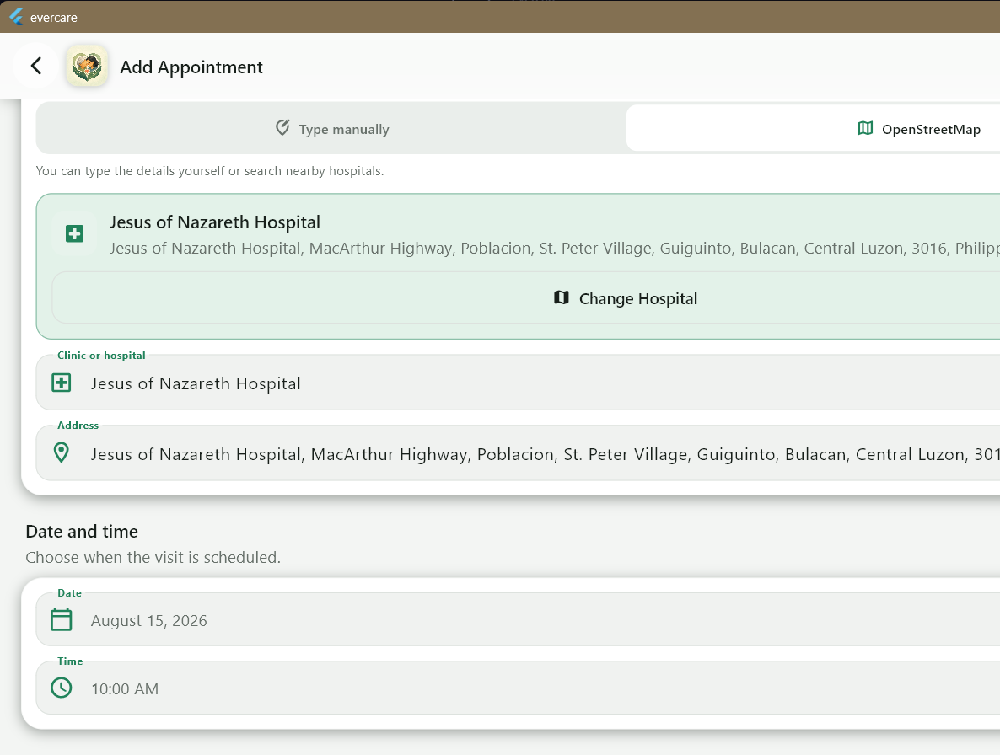 evercare
Add Appointment
Type manually
OpenStreetMap
You can type the details yourself or search nearby hospitals.
Jesus of Nazareth Hospital
Jesus of Nazareth Hospital, MacArthur Highway, Poblacion, St. Peter Village, Guiguinto, Bulacan, Central Luzon, 3016, Philipp
Change Hospital
Clinic or hospital
Jesus of Nazareth Hospital
Address
Jesus of Nazareth Hospital, MacArthur Highway, Poblacion, St. Peter Village, Guiguinto, Bulacan, Central Luzon, 301
Date and time
Choose when the visit is scheduled.
Date
August 15, 2026
Time
10:00 AM